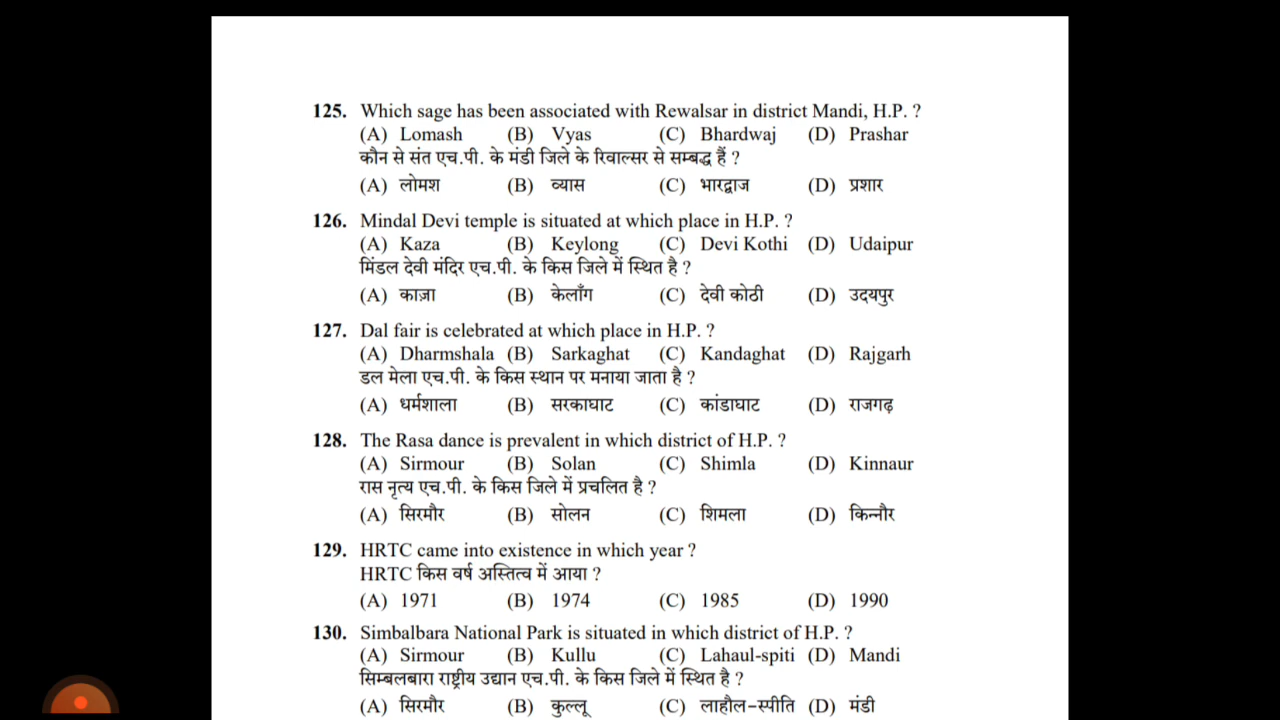 125. Which sage has been associated with Rewalsar in district Mandi, H.P. ?
(A) Lomash (B) Vyas (C) Bhardwaj (D) Prashar
कौन से संत एच.पी. के मंडी जिले के रिवाल्सर से सम्बद्ध हैं ?
(A) लोमश (B) व्यास (C) भारद्वाज (D) प्रशार
126. Mindal Devi temple is situated at which place in H.P. ?
(A) Kaza (B) Keylong (C) Devi Kothi (D) Udaipur
मिंडल देवी मंदिर एच.पी. के किस जिले में स्थित है ?
(A) काज़ा (B) केलाँग (C) देवी कोठी (D) उदयपुर
127. Dal fair is celebrated at which place in H.P. ?
(A) Dharmshala (B) Sarkaghat (C) Kandaghat (D) Rajgarh
डल मेला एच.पी. के किस स्थान पर मनाया जाता है ?
(A) धर्मशाला (B) सरकाघाट (C) कांडाघाट (D) राजगढ़
128. The Rasa dance is prevalent in which district of H.P. ?
(A) Sirmour (B) Solan (C) Shimla (D) Kinnaur
रास नृत्य एच.पी. के किस जिले में प्रचलित है ?
(A) सिरमौर (B) सोलन (C) शिमला (D) किन्नौर
129. HRTC came into existence in which year ?
HRTC किस वर्ष अस्तित्व में आया ?
(A) 1971 (B) 1974 (C) 1985 (D) 1990
130. Simbalbara National Park is situated in which district of H.P. ?
(A) Sirmour (B) Kullu (C) Lahaul-spiti (D) Mandi
सिम्बलबारा राष्ट्रीय उद्यान एच.पी. के किस जिले में स्थित है ?
(A) सिरमौर (B) कुल्लू (C) लाहौल-स्पीति (D) मंडी